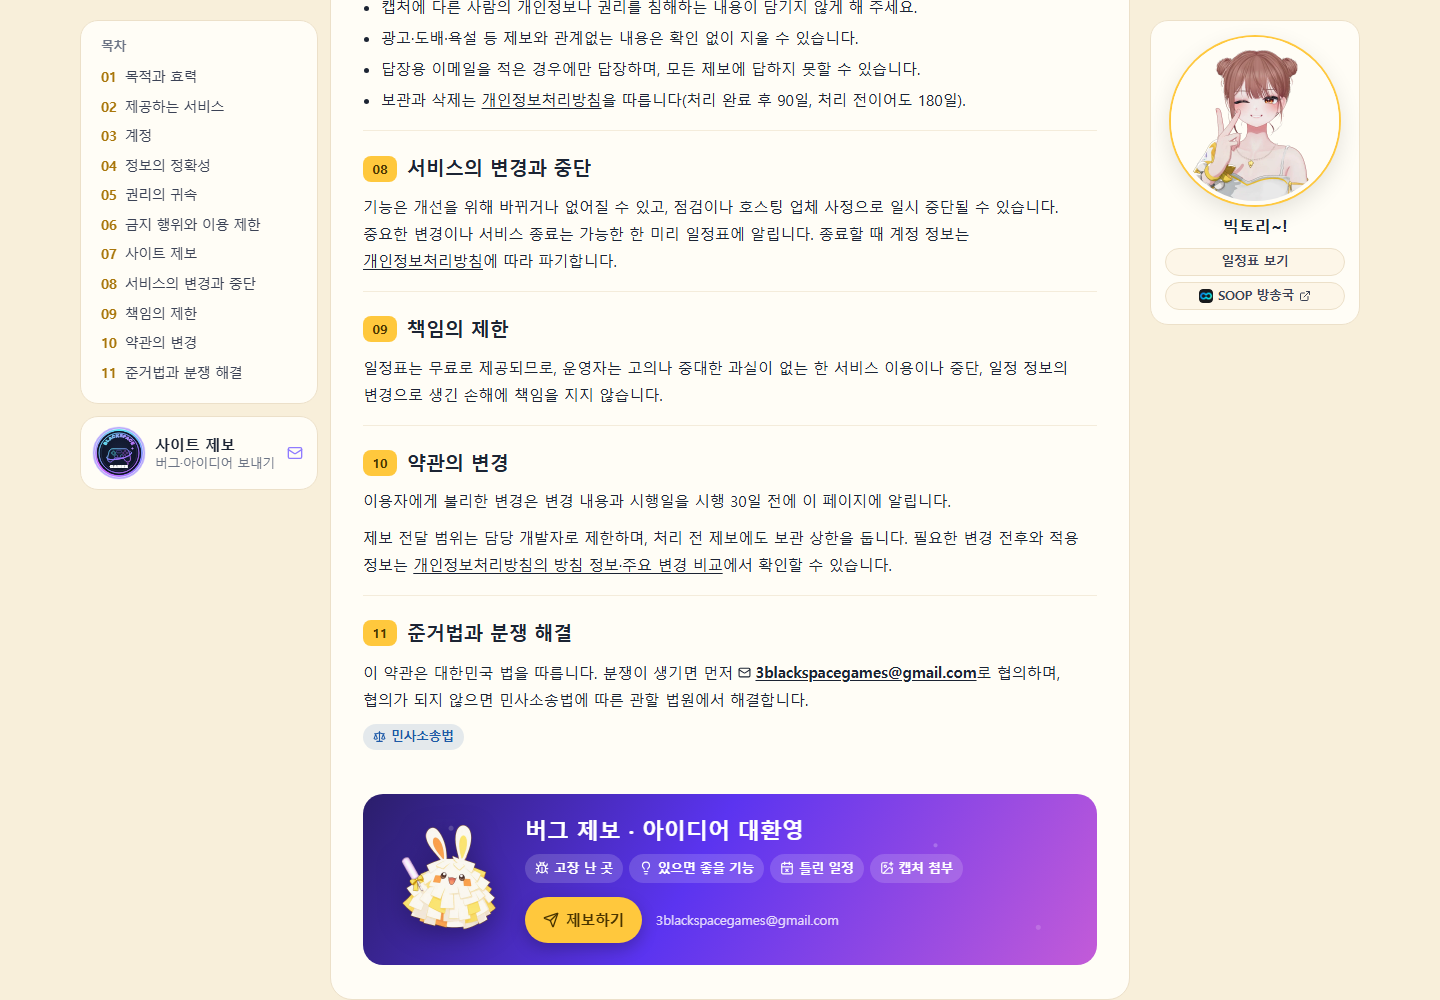 목차
01 목적과 효력
02 제공하는 서비스
03 계정
04 정보의 정확성
05 권리의 귀속
06 금지 행위와 이용 제한
07 사이트 제보
08 서비스의 변경과 중단
09 책임의 제한
10 약관의 변경
11 준거법과 분쟁 해결
BLACKSPACE
GAMES
사이트 제보
버그·아이디어 보내기
캡처에 다른 사람의 개인정보나 권리를 침해하는 내용이 담기지 않게 해 주세요.
광고·도배·욕설 등 제보와 관계없는 내용은 확인 없이 지울 수 있습니다.
답장용 이메일을 적은 경우에만 답장하며, 모든 제보에 답하지 못할 수 있습니다.
보관과 삭제는 개인정보처리방침을 따릅니다(처리 완료 후 90일, 처리 전이어도 180일).
08 서비스의 변경과 중단
기능은 개선을 위해 바뀌거나 없어질 수 있고, 점검이나 호스팅 업체 사정으로 일시 중단될 수 있습니다.
중요한 변경이나 서비스 종료는 가능한 한 미리 일정표에 알립니다. 종료할 때 계정 정보는
개인정보처리방침에 따라 파기합니다.
09 책임의 제한
일정표는 무료로 제공되므로, 운영자는 고의나 중대한 과실이 없는 한 서비스 이용이나 중단, 일정 정보의
변경으로 생긴 손해에 책임을 지지 않습니다.
10 약관의 변경
이용자에게 불리한 변경은 변경 내용과 시행일을 시행 30일 전에 이 페이지에 알립니다.
제보 전달 범위는 담당 개발자로 제한하며, 처리 전 제보에도 보관 상한을 둡니다. 필요한 변경 전후와 적용
정보는 개인정보처리방침의 방침 정보·주요 변경 비교에서 확인할 수 있습니다.
11 준거법과 분쟁 해결
이 약관은 대한민국 법을 따릅니다. 분쟁이 생기면 먼저 3blackspacegames@gmail.com로 협의하며,
협의가 되지 않으면 민사소송법에 따른 관할 법원에서 해결합니다.
민사소송법
버그 제보 · 아이디어 대환영
고장 난 곳 있으면 좋을 기능 틀린 일정 캡처 첨부
제보하기 3blackspacegames@gmail.com
빅토리~!
일정표 보기
SOOP 방송국